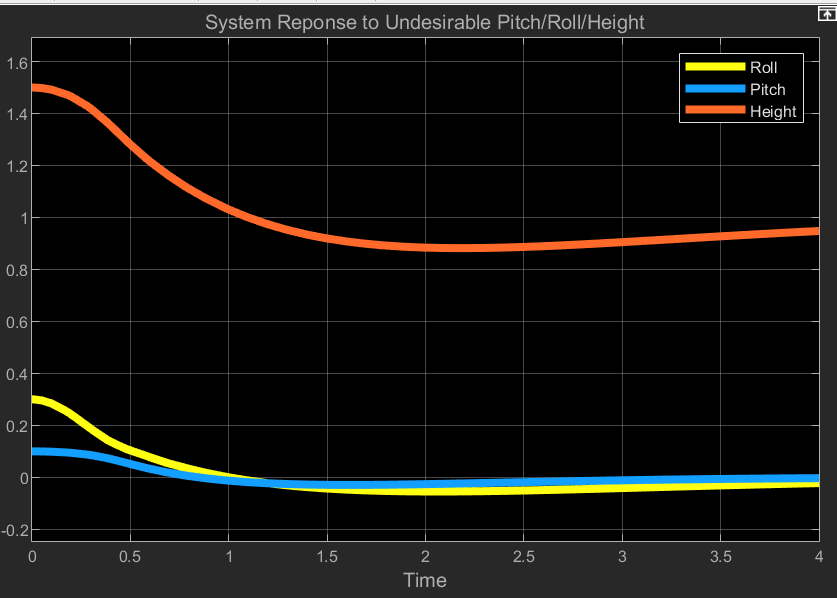 System Reponse to Undesirable Pitch/Roll/Height
Roll
Pitch
Height
1.6
1.4
1.2
1
0.8
0.6
0.4
0.2
0
-0.2
0 0.5 1 1.5 2 2.5 3 3.5 4
Time